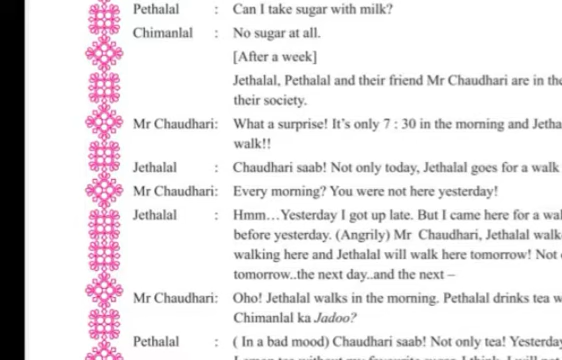 Pethalal : Can I take sugar with milk?
Chimanlal : No sugar at all.
[After a week]
Jethalal, Pethalal and their friend Mr Chaudhari are in the
their society.
Mr Chaudhari: What a surprise! It's only 7 : 30 in the morning and Jetha
walk!!
Jethalal : Chaudhari saab! Not only today, Jethalal goes for a walk
Mr Chaudhari: Every morning? You were not here yesterday!
Jethalal : Hmm...Yesterday I got up late. But I came here for a wal
before yesterday. (Angrily) Mr Chaudhari, Jethalal walk
walking here and Jethalal will walk here tomorrow! Not
tomorrow..the next day..and the next –
Mr Chaudhari: Oho! Jethalal walks in the morning. Pethalal drinks tea w
Chimanlal ka Jadoo?
Pethalal : ( In a bad mood) Chaudhari saab! Not only tea! Yesterda